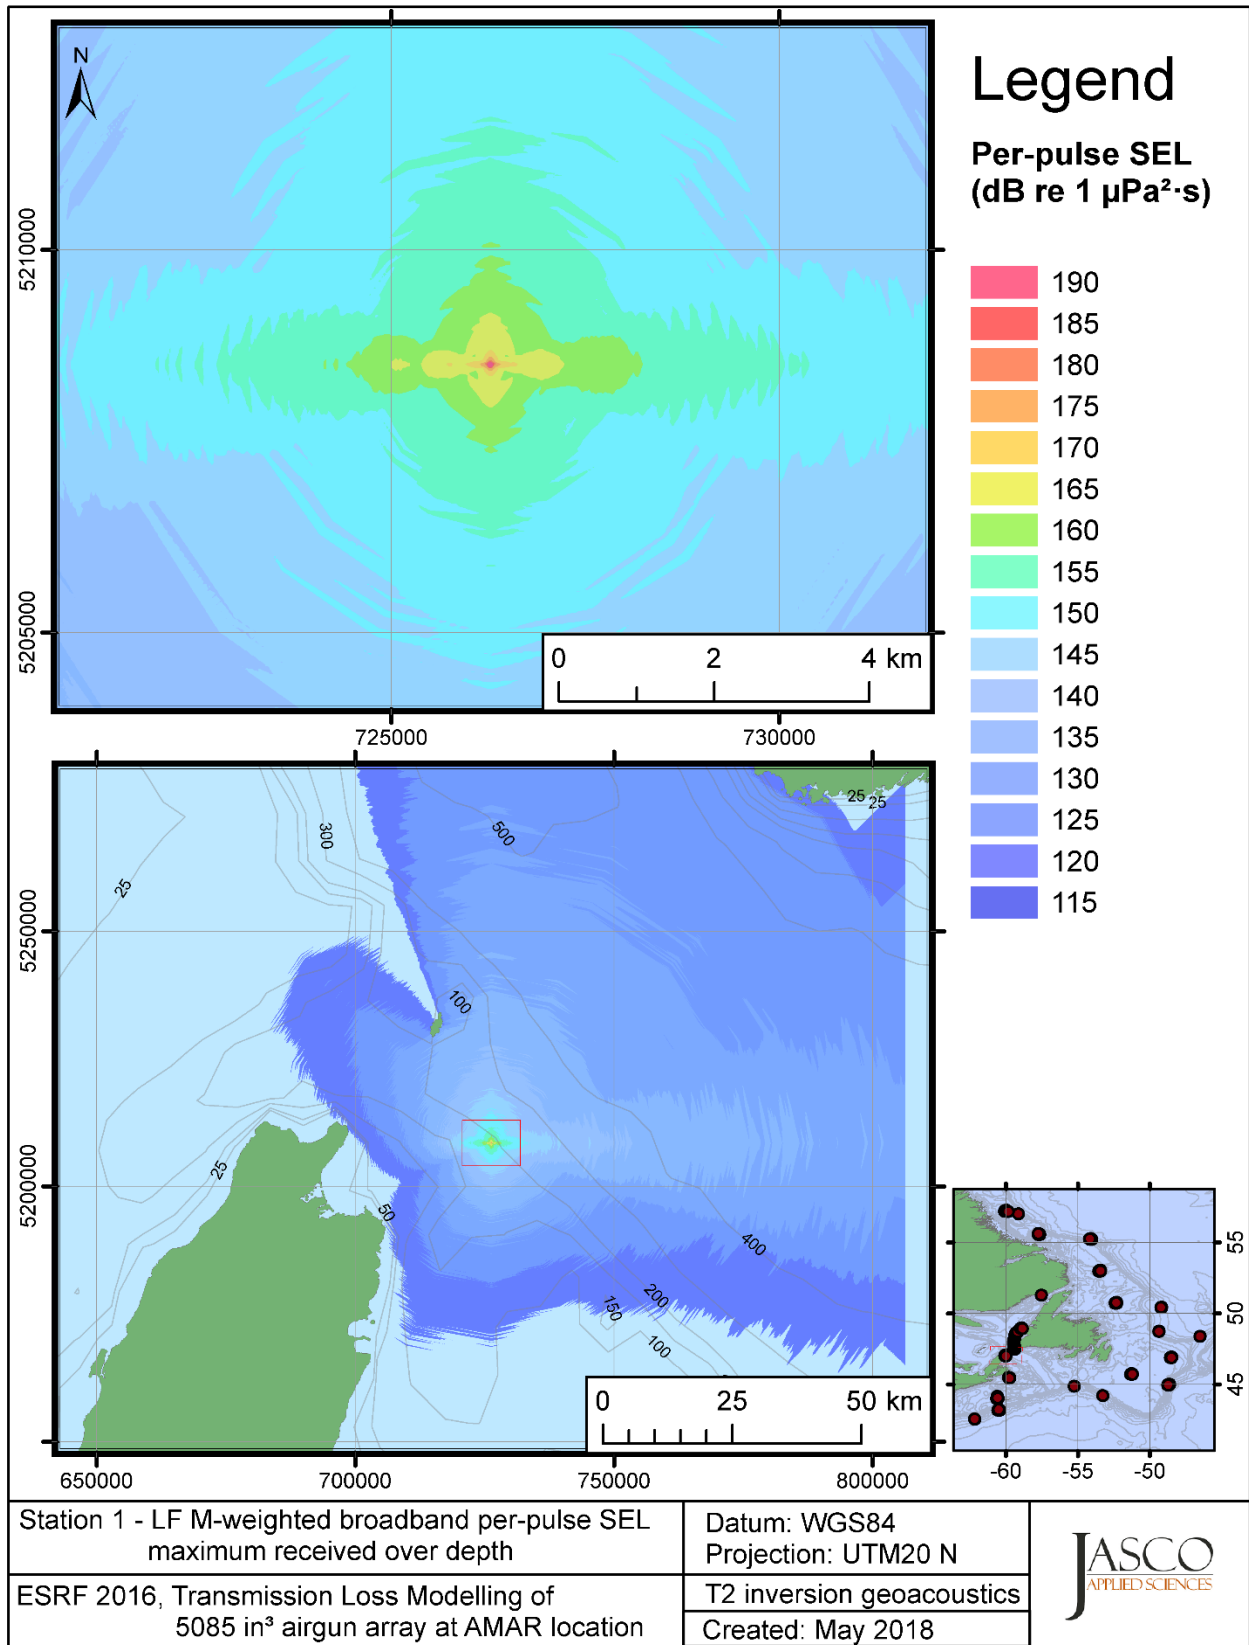 N
5210000
5205000
0 2 4 km
725000 730000
Legend
Per-pulse SEL
(dB re 1 µPa²·s)
190
185
180
175
170
165
160
155
150
145
140
135
130
125
120
115
25
300
500
25
25
100
25
50
400
200
150
100
5250000
5200000
0 25 50 km
650000 700000 750000 800000
55
50
45
-60 -55 -50
Station 1 - LF M-weighted broadband per-pulse SEL
maximum received over depth
ESRF 2016, Transmission Loss Modelling of
5085 in³ airgun array at AMAR location
Datum: WGS84
Projection: UTM20 N
T2 inversion geoacoustics
Created: May 2018
JASCO
APPLIED SCIENCES